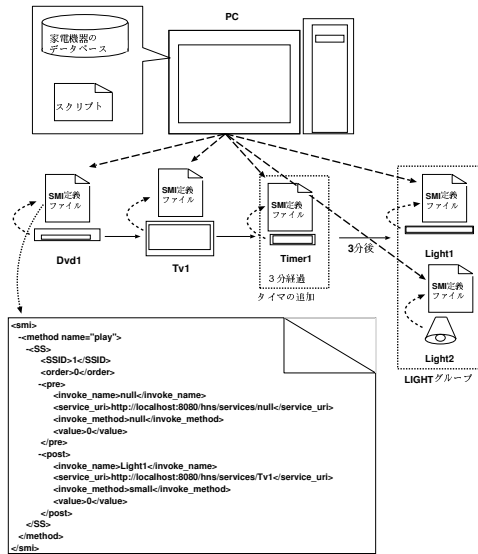 PC
家電機器の
データベース
スクリプト
SMI定義
ファイル
Dvd1
SMI定義
ファイル
Tv1
SMI定義
ファイル
Timer1
3分経過
タイマの追加
3分後
SMI定義
ファイル
Light1
SMI定義
ファイル
Light2
LIGHTグループ
<smi>
-<method name="play">
-<SS>
<SSID>1</SSID>
<order>0</order>
-<pre>
<invoke_name>null</invoke_name>
<service_uri>http://localhost:8080/hns/services/null</service_uri>
<invoke_method>null</invoke_method>
<value>0</value>
</pre>
-<post>
<invoke_name>Light1</invoke_name>
<service_uri>http://localhost:8080/hns/services/Tv1</service_uri>
<invoke_method>small</invoke_method>
<value>0</value>
</post>
</SS>
</method>
</smi>